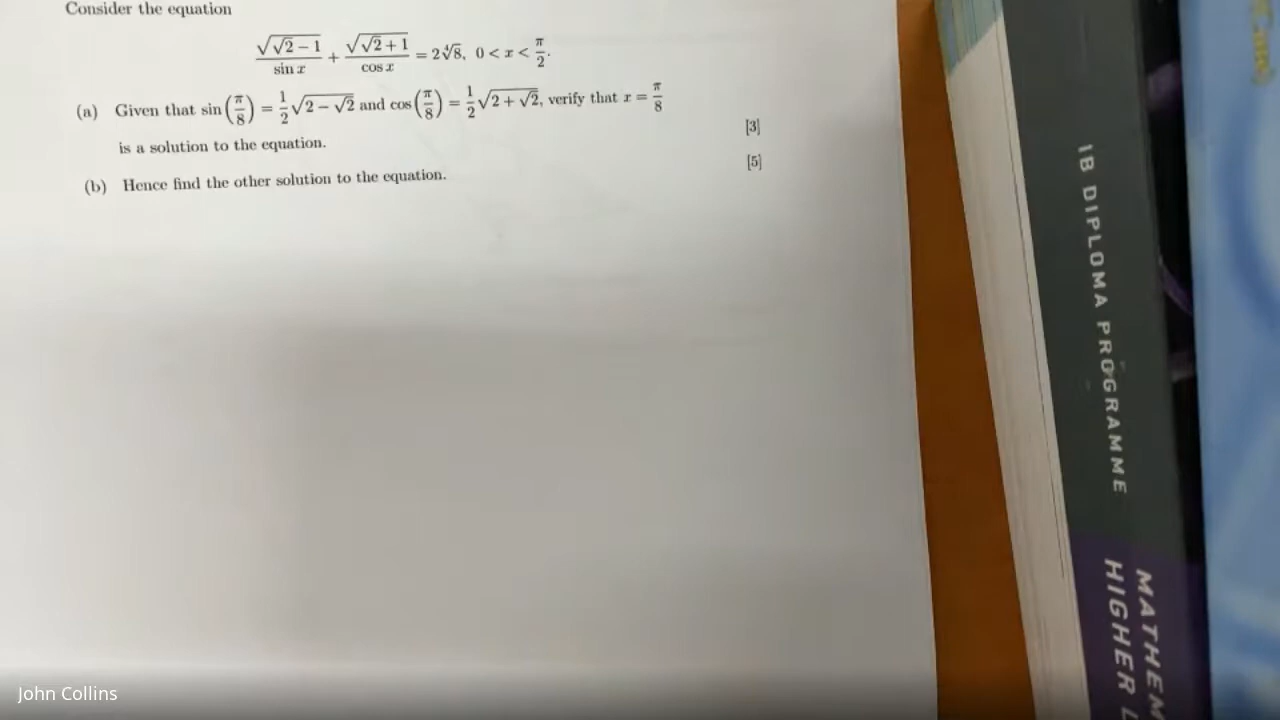 Consider the equation
√(√2 − 1)/sin x + √(√2 + 1)/cos x = 2∜8, 0 < x < π/2.
(a) Given that sin(π/8) = 1/2 √(2 − √2) and cos(π/8) = 1/2 √(2 + √2), verify that x = π/8
is a solution to the equation. [3]
(b) Hence find the other solution to the equation. [5]
IB DIPLOMA PROGRAMME
MATHEM
HIGHER L
John Collins